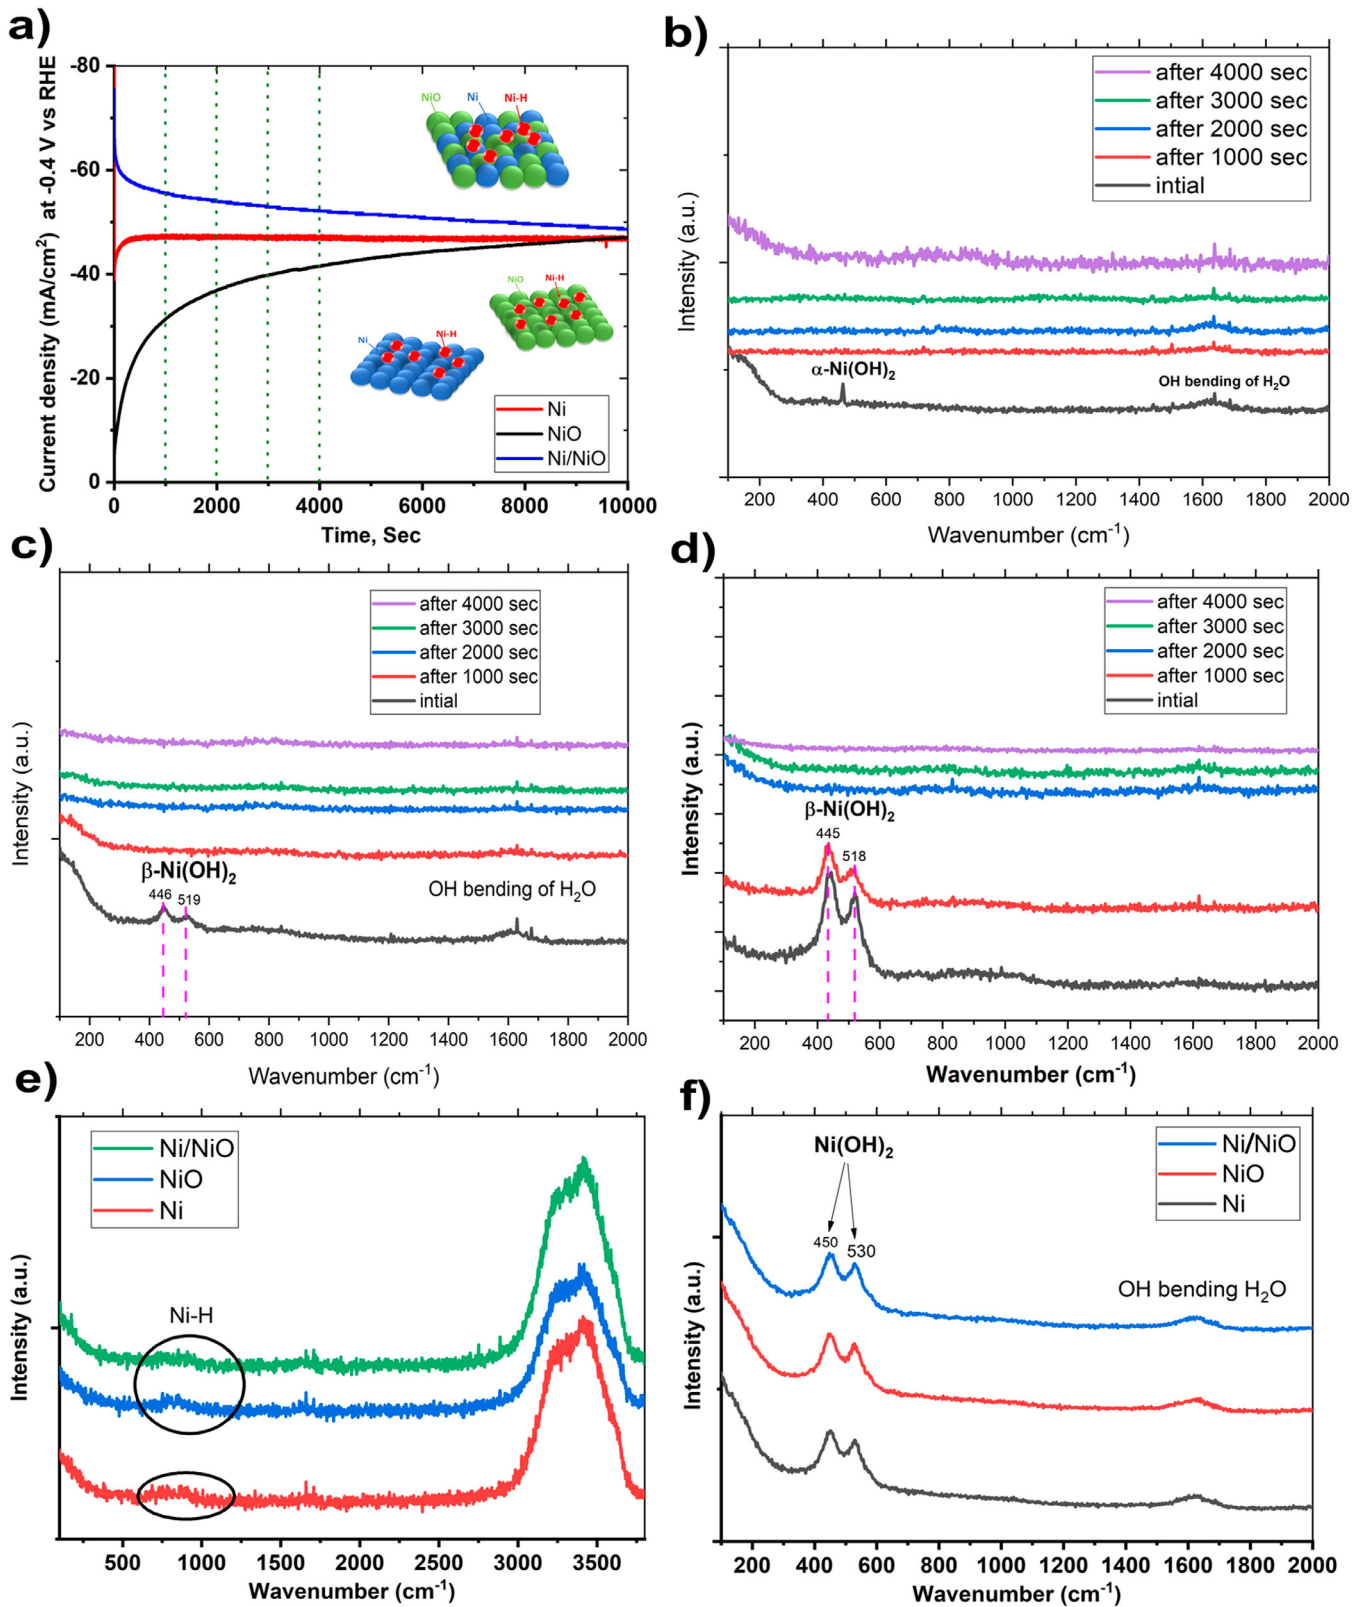 a)
Current density (mA/cm²) at -0.4 V vs RHE
-80
-60
-40
-20
0
0 2000 4000 6000 8000 10000
Time, Sec
NiO Ni Ni-H
NiO Ni-H
Ni Ni-H
Ni
NiO
Ni/NiO
b)
Intensity (a.u.)
after 4000 sec
after 3000 sec
after 2000 sec
after 1000 sec
intial
α-Ni(OH)₂
OH bending of H₂O
200 400 600 800 1000 1200 1400 1600 1800 2000
Wavenumber (cm⁻¹)
c)
Intensity (a.u.)
after 4000 sec
after 3000 sec
after 2000 sec
after 1000 sec
intial
β-Ni(OH)₂
446 519
OH bending of H₂O
200 400 600 800 1000 1200 1400 1600 1800 2000
Wavenumber (cm⁻¹)
d)
Intensity (a.u.)
after 4000 sec
after 3000 sec
after 2000 sec
after 1000 sec
intial
β-Ni(OH)₂
445 518
200 400 600 800 1000 1200 1400 1600 1800 2000
Wavenumber (cm⁻¹)
e)
Intensity (a.u.)
Ni/NiO
NiO
Ni
Ni-H
500 1000 1500 2000 2500 3000 3500
Wavenumber (cm⁻¹)
f)
Intensity (a.u.)
Ni/NiO
NiO
Ni
Ni(OH)₂
450 530
OH bending H₂O
200 400 600 800 1000 1200 1400 1600 1800 2000
Wavenumber (cm⁻¹)